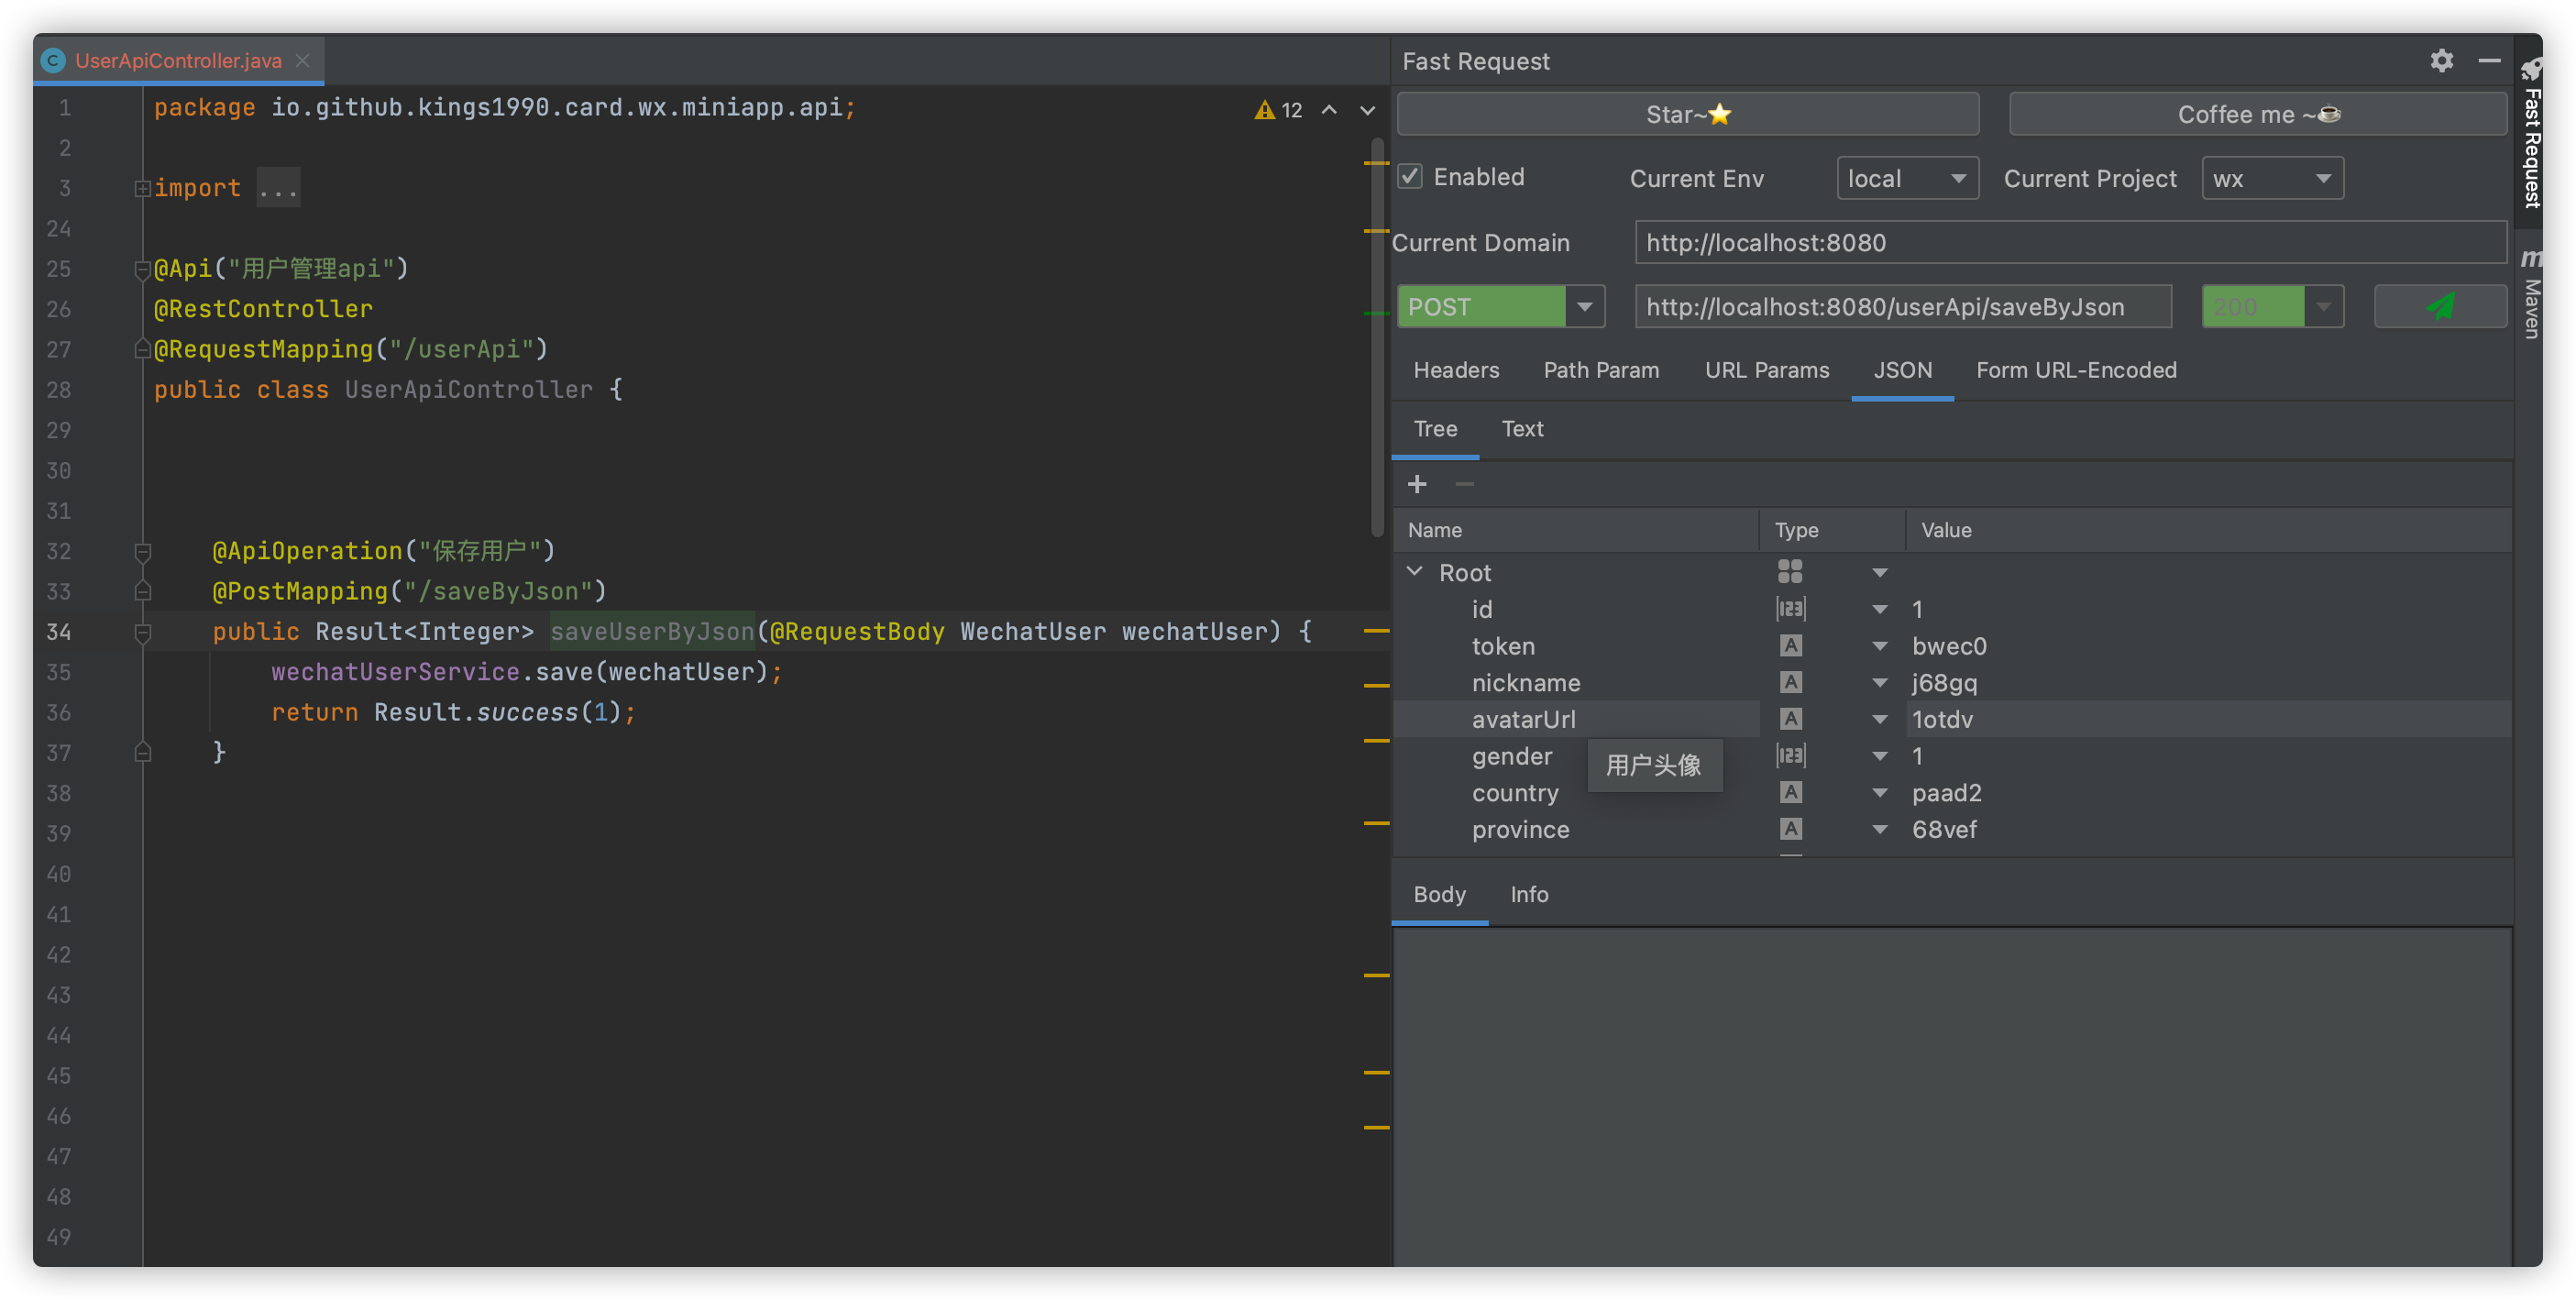 UserApiController.java
1 package io.github.kings1990.card.wx.miniapp.api;
12
2
3 import ...
24
25 @Api("用户管理api")
26 @RestController
27 @RequestMapping("/userApi")
28 public class UserApiController {
29
30
31
32 @ApiOperation("保存用户")
33 @PostMapping("/saveByJson")
34 public Result<Integer> saveUserByJson(@RequestBody WechatUser wechatUser) {
35 wechatUserService.save(wechatUser);
36 return Result.success(1);
37 }
38
39
40
41
42
43
44
45
46
47
48
49
Fast Request
Star~⭐ Coffee me ~☕
Enabled Current Env local Current Project wx
Current Domain http://localhost:8080
POST http://localhost:8080/userApi/saveByJson 200
Headers Path Param URL Params JSON Form URL-Encoded
Tree Text
Name Type Value
Root
id 123 1
token A bwec0
nickname A j68gq
avatarUrl A 1otdv
gender 123 1
用户头像
country A paad2
province A 68vef
Body Info
Fast Request
m Maven